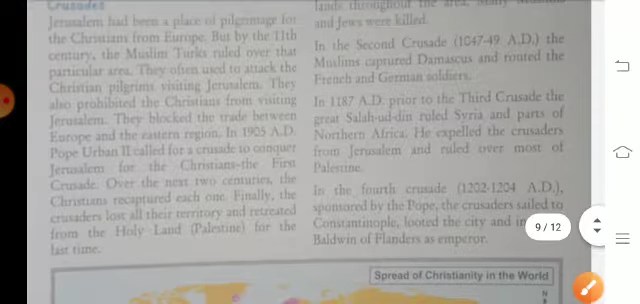 Crusades
Jerusalem had been a place of pilgrimage for
the Christians from Europe. But by the 11th
century, the Muslim Turks ruled over that
particular area. They often used to attack the
Christian pilgrims visiting Jerusalem. They
also prohibited the Christians from visiting
Jerusalem. They blocked the trade between
Europe and the eastern region. In 1905 A.D.
Pope Urban II called for a crusade to conquer
Jerusalem for the Christians-the First
Crusade. Over the next two centuries, the
Christians recaptured each one. Finally, the
crusaders lost all their territory and retreated
from the Holy Land (Palestine) for the
last time.
lands throughout the area. Many
and Jews were killed.
In the Second Crusade (1047-49 A.D.) the
Muslims captured Damascus and routed the
French and German soldiers.
In 1187 A.D. prior to the Third Crusade the
great Salah-ud-din ruled Syria and parts of
Northern Africa. He expelled the crusaders
from Jerusalem and ruled over most of
Palestine.
In the fourth crusade (1202-1204 A.D.),
sponsored by the Pope, the crusaders sailed to
Constantinople, looted the city and in
Baldwin of Flanders as emperor.
9 / 12
Spread of Christianity in the World
N